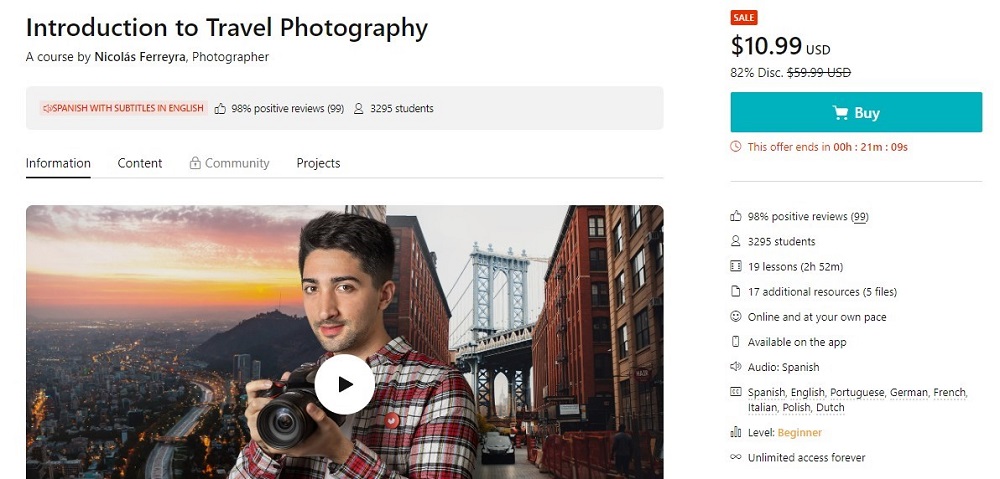 Introduction to Travel Photography
A course by Nicolás Ferreyra, Photographer
SPANISH WITH SUBTITLES IN ENGLISH 98% positive reviews (99) 3295 students
Information Content Community Projects
SALE
$10.99 USD
82% Disc. $59.99 USD
Buy
This offer ends in 00h : 21m : 09s
98% positive reviews (99)
3295 students
19 lessons (2h 52m)
17 additional resources (5 files)
Online and at your own pace
Available on the app
Audio: Spanish
Spanish, English, Portuguese, German, French,
Italian, Polish, Dutch
Level: Beginner
Unlimited access forever